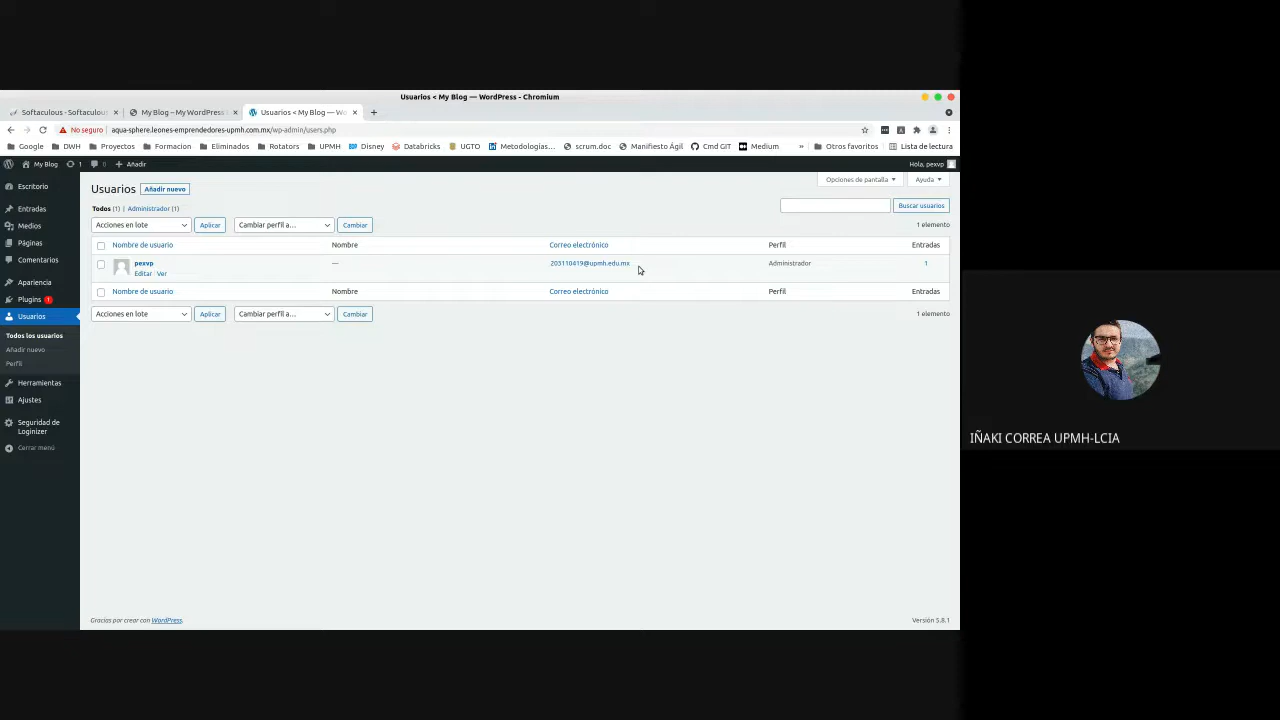 Usuarios < My Blog — WordPress - Chromium
Softaculous - Softaculou
My Blog – My WordPress
Usuarios < My Blog — Wo
No seguro
aqua-sphere.leones-emprendedores-upmh.com.mx/wp-admin/users.php
Google
DWH
Proyectos
Formacion
Eliminados
Rotators
UPMH
Disney
Databricks
UGTO
Metodologías…
scrum.doc
Manifiesto Ágil
Cmd GIT
Medium
»
Otros favoritos
Lista de lectura
My Blog
1
0
Añadir
Hola, pexvp
Escritorio
Entradas
Medios
Páginas
Comentarios
Apariencia
Plugins 1
Usuarios
Todos los usuarios
Añadir nuevo
Perfil
Herramientas
Ajustes
Seguridad de
Loginizer
Cerrar menú
Usuarios
Añadir nuevo
Opciones de pantalla
Ayuda
Todos (1) | Administrador (1)
Buscar usuarios
Acciones en lote
Aplicar
Cambiar perfil a…
Cambiar
1 elemento
Nombre de usuario
Nombre
Correo electrónico
Perfil
Entradas
pexvp
—
203110419@upmh.edu.mx
Administrador
1
Editar | Ver
Nombre de usuario
Nombre
Correo electrónico
Perfil
Entradas
Acciones en lote
Aplicar
Cambiar perfil a…
Cambiar
1 elemento
Gracias por crear con WordPress.
Versión 5.8.1
IÑAKI CORREA UPMH-LCIA